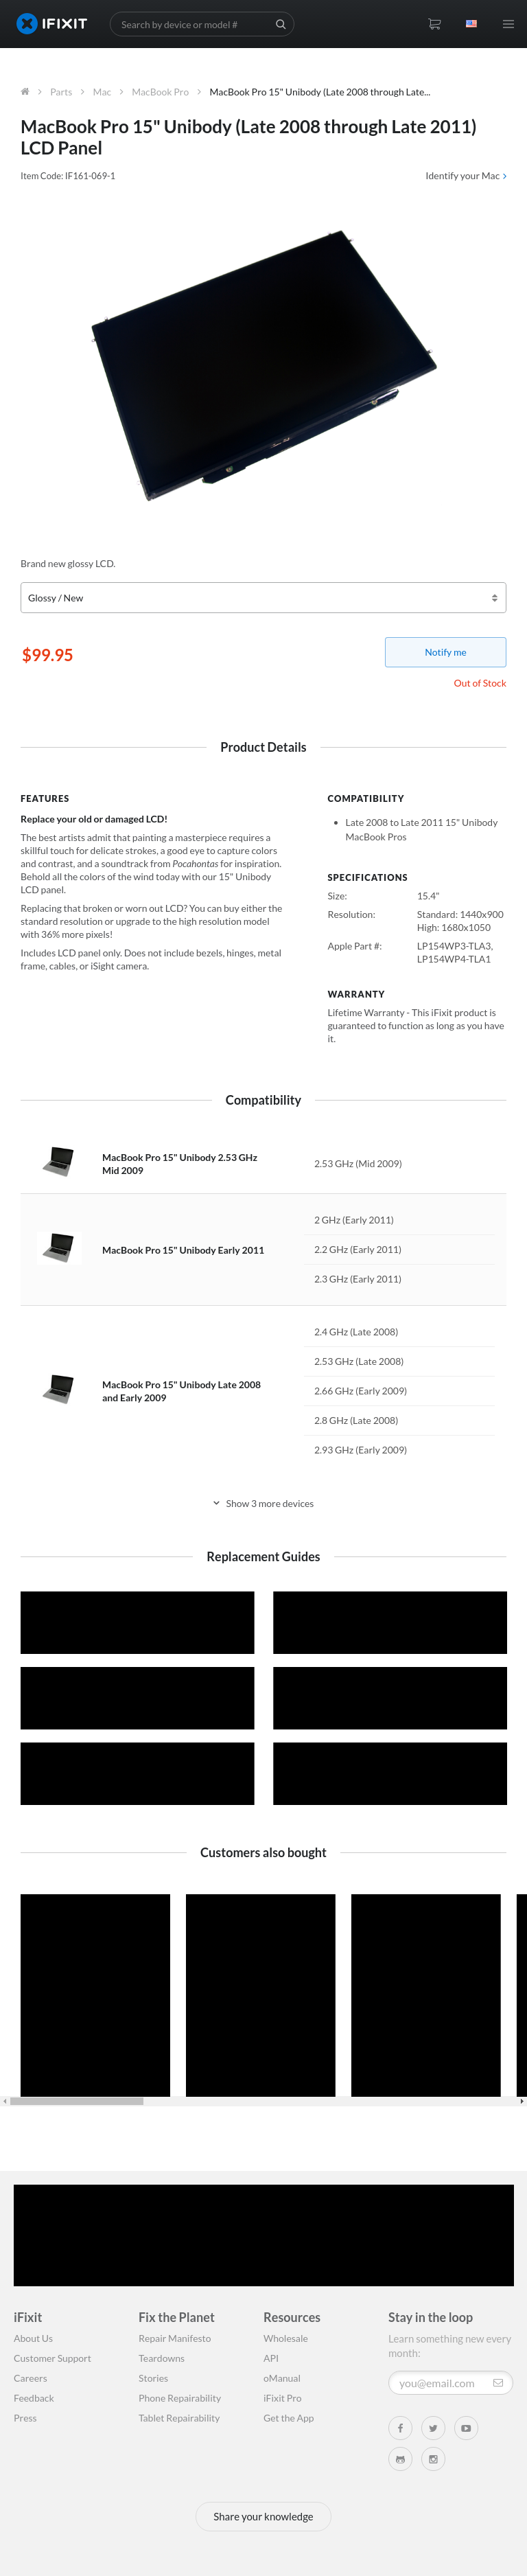 IFIXIT
Search by device or model #
Parts
Mac
MacBook Pro
MacBook Pro 15" Unibody (Late 2008 through Late...
MacBook Pro 15" Unibody (Late 2008 through Late 2011)
LCD Panel
Item Code: IF161-069-1
Identify your Mac
Brand new glossy LCD.
Glossy / New
$99.95
Notify me
Out of Stock
Product Details
FEATURES
Replace your old or damaged LCD!
The best artists admit that painting a masterpiece requires a
skillful touch for delicate strokes, a good eye to capture colors
and contrast, and a soundtrack from Pocahontas for inspiration.
Behold all the colors of the wind today with our 15" Unibody
LCD panel.
Replacing that broken or worn out LCD? You can buy either the
standard resolution or upgrade to the high resolution model
with 36% more pixels!
Includes LCD panel only. Does not include bezels, hinges, metal
frame, cables, or iSight camera.
COMPATIBILITY
Late 2008 to Late 2011 15" Unibody
MacBook Pros
SPECIFICATIONS
Size: 15.4"
Resolution: Standard: 1440x900
High: 1680x1050
Apple Part #: LP154WP3-TLA3,
LP154WP4-TLA1
WARRANTY
Lifetime Warranty - This iFixit product is
guaranteed to function as long as you have
it.
Compatibility
MacBook Pro 15" Unibody 2.53 GHz
Mid 2009
2.53 GHz (Mid 2009)
MacBook Pro 15" Unibody Early 2011
2 GHz (Early 2011)
2.2 GHz (Early 2011)
2.3 GHz (Early 2011)
MacBook Pro 15" Unibody Late 2008
and Early 2009
2.4 GHz (Late 2008)
2.53 GHz (Late 2008)
2.66 GHz (Early 2009)
2.8 GHz (Late 2008)
2.93 GHz (Early 2009)
Show 3 more devices
Replacement Guides
Customers also bought
iFixit
About Us
Customer Support
Careers
Feedback
Press
Fix the Planet
Repair Manifesto
Teardowns
Stories
Phone Repairability
Tablet Repairability
Resources
Wholesale
API
oManual
iFixit Pro
Get the App
Stay in the loop
Learn something new every
month:
you@email.com
Share your knowledge